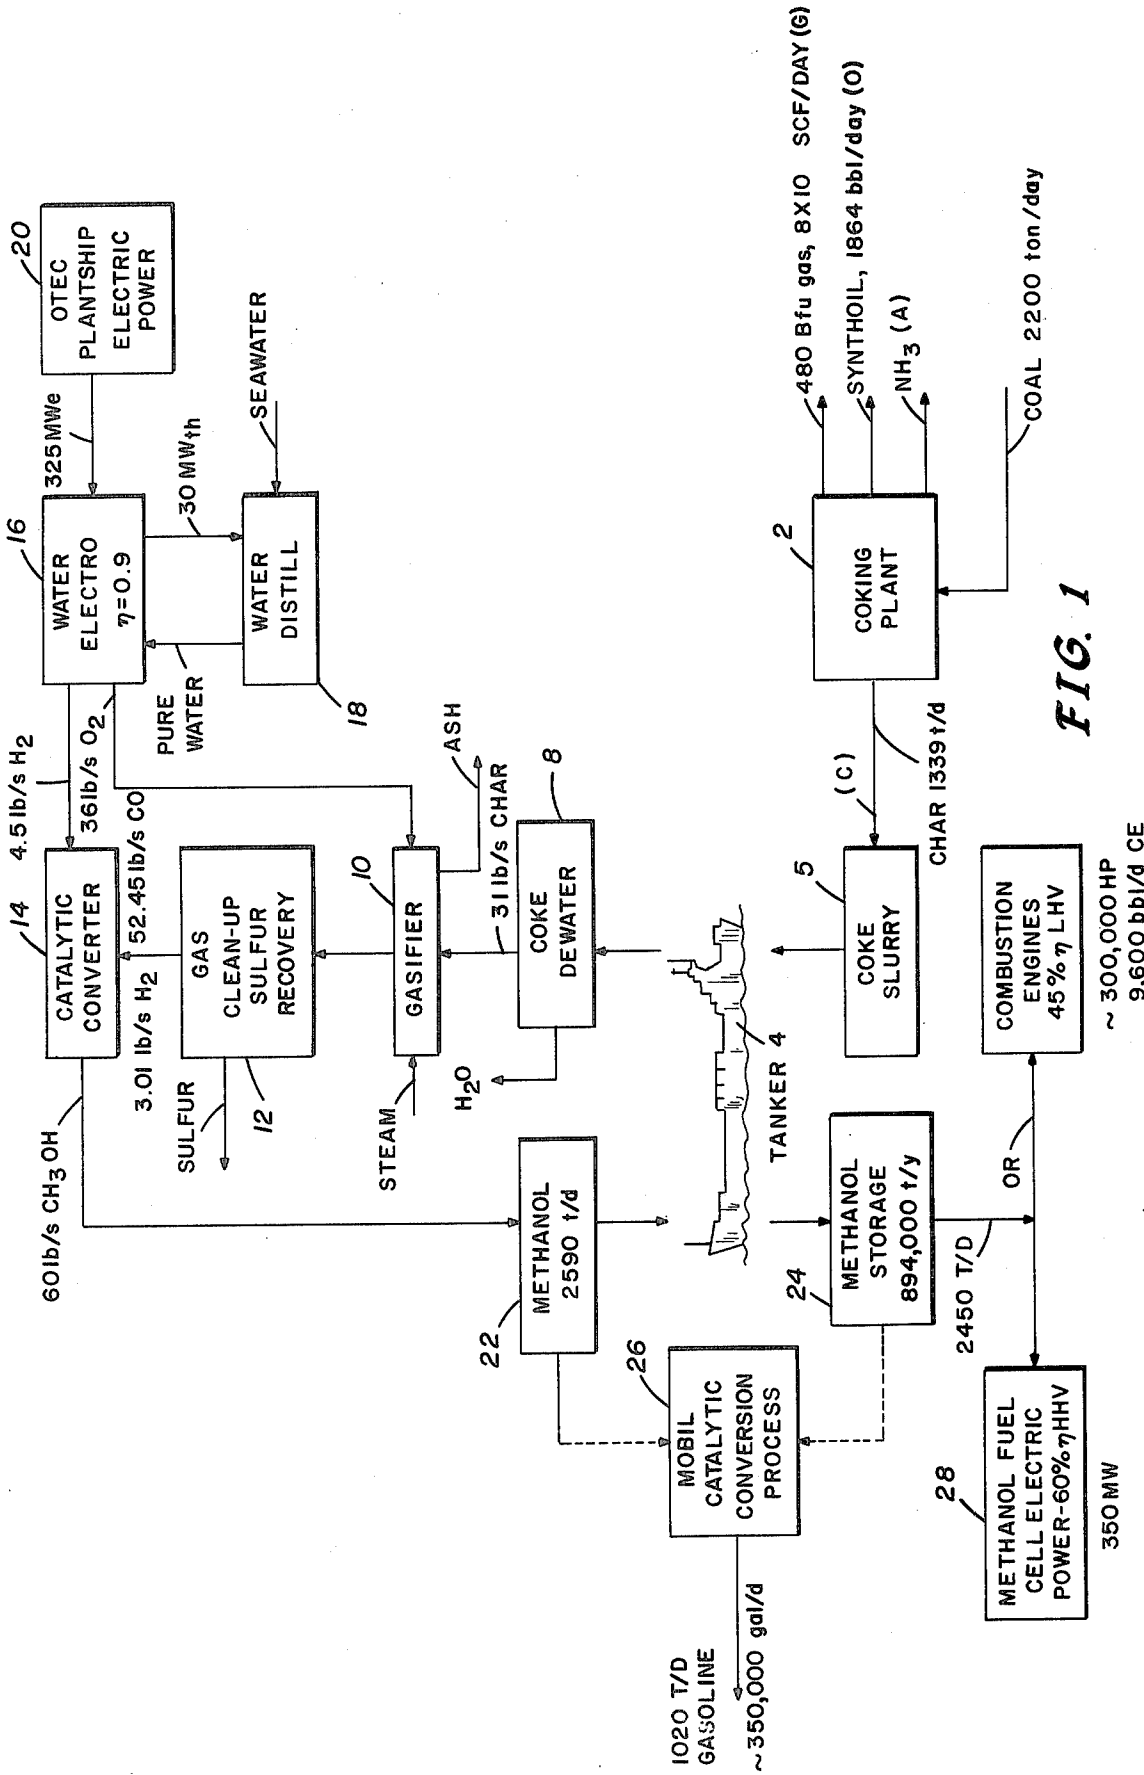 20
OTEC
PLANTSHIP
ELECTRIC
POWER
325 MWe
16
WATER
ELECTRO
η=0.9
30 MWth
SEAWATER
PURE
WATER
WATER
DISTILL
18
4.5 lb/s H2
36 lb/s O2
14
CATALYTIC
CONVERTER
52.45 lb/s CO
3.01 lb/s H2
60 lb/s CH3OH
GAS
CLEAN-UP
SULFUR
RECOVERY
12
SULFUR
10
GASIFIER
ASH
STEAM
31 lb/s CHAR
8
COKE
DEWATER
H2O
22
METHANOL
2590 t/d
TANKER 4
5
COKE
SLURRY
(C)
CHAR 1339 t/d
2
COKING
PLANT
480 Bfu gas, 8X10 SCF/DAY (G)
SYNTHOIL, 1864 bbl/day (O)
NH3 (A)
COAL 2200 ton/day
24
METHANOL
STORAGE
894,000 t/y
2450 T/D
OR
26
MOBIL
CATALYTIC
CONVERSION
PROCESS
1020 T/D
GASOLINE
~350,000 gal/d
28
METHANOL FUEL
CELL ELECTRIC
POWER-60% η HHV
350 MW
COMBUSTION
ENGINES
45% η LHV
~ 300,000 HP
9,600 bbl/d CE
FIG. 1